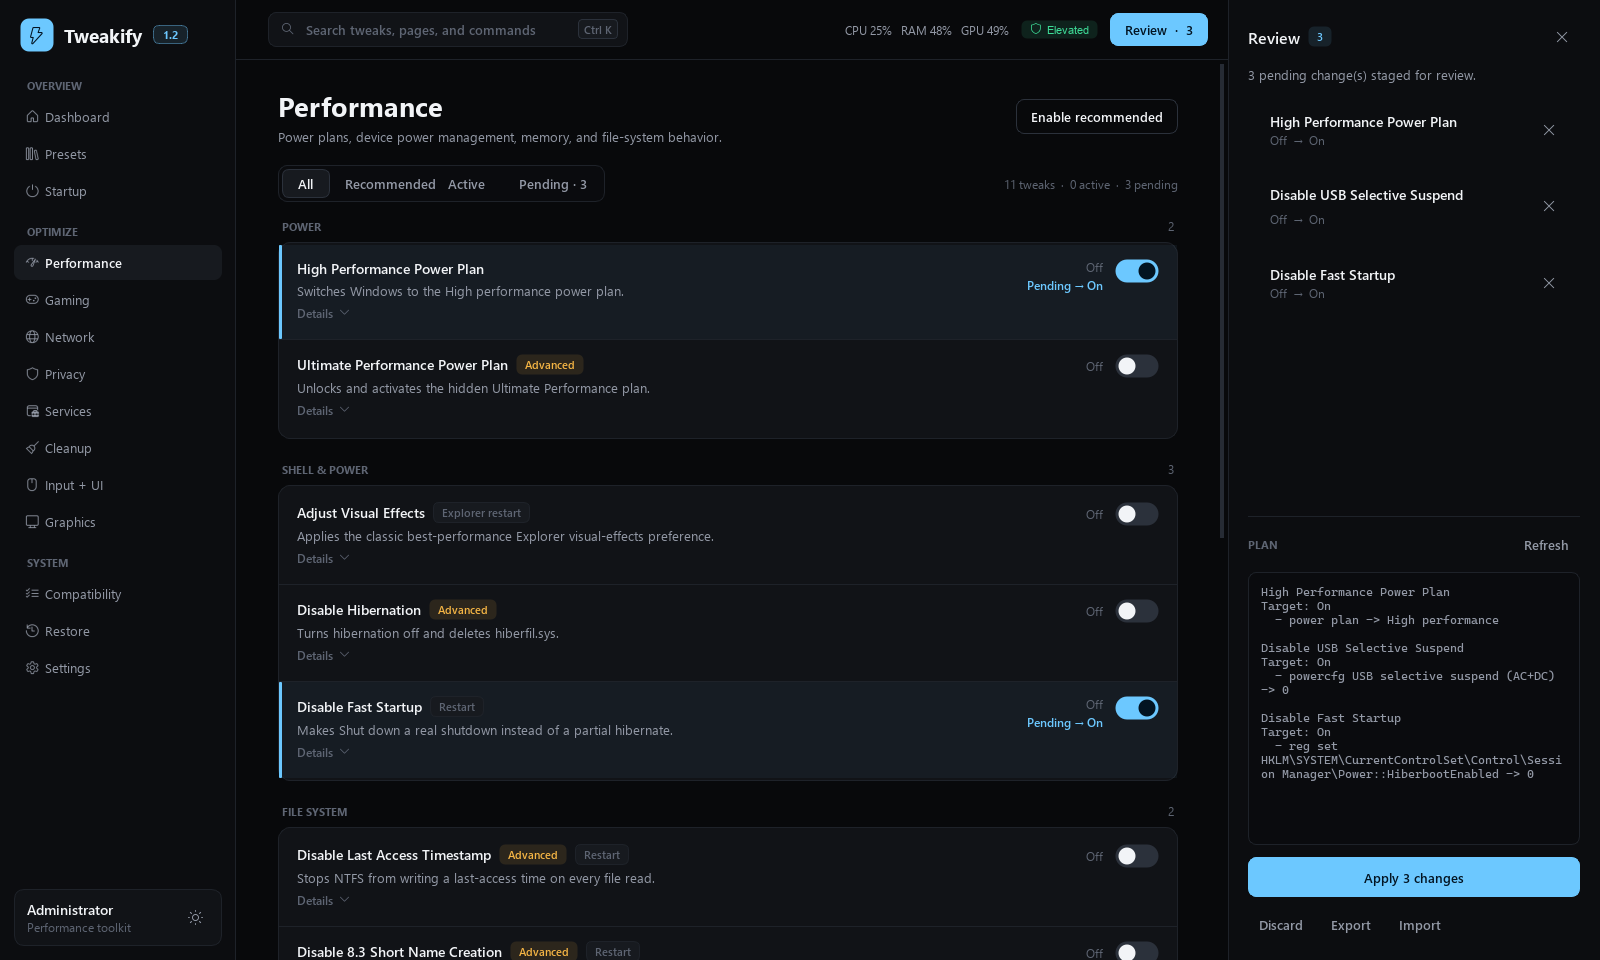 Tweakify 1.2
OVERVIEW
Dashboard
Presets
Startup
OPTIMIZE
Performance
Gaming
Network
Privacy
Services
Cleanup
Input + UI
Graphics
SYSTEM
Compatibility
Restore
Settings
Administrator
Performance toolkit
Search tweaks, pages, and commands Ctrl K
CPU 25% RAM 48% GPU 49% Elevated Review · 3
Performance
Power plans, device power management, memory, and file-system behavior.
Enable recommended
All Recommended Active Pending · 3
11 tweaks · 0 active · 3 pending
POWER 2
High Performance Power Plan
Switches Windows to the High performance power plan.
Details
Off
Pending → On
Ultimate Performance Power Plan Advanced
Unlocks and activates the hidden Ultimate Performance plan.
Details
Off
SHELL & POWER 3
Adjust Visual Effects Explorer restart
Applies the classic best-performance Explorer visual-effects preference.
Details
Off
Disable Hibernation Advanced
Turns hibernation off and deletes hiberfil.sys.
Details
Off
Disable Fast Startup Restart
Makes Shut down a real shutdown instead of a partial hibernate.
Details
Off
Pending → On
FILE SYSTEM 2
Disable Last Access Timestamp Advanced Restart
Stops NTFS from writing a last-access time on every file read.
Details
Off
Disable 8.3 Short Name Creation Advanced Restart
Off
Review 3
3 pending change(s) staged for review.
High Performance Power Plan
Off → On
Disable USB Selective Suspend
Off → On
Disable Fast Startup
Off → On
PLAN Refresh
High Performance Power Plan
Target: On
- power plan -> High performance
Disable USB Selective Suspend
Target: On
- powercfg USB selective suspend (AC+DC)
-> 0
Disable Fast Startup
Target: On
- reg set
HKLM\SYSTEM\CurrentControlSet\Control\Sessi
on Manager\Power::HiberbootEnabled -> 0
Apply 3 changes
Discard Export Import